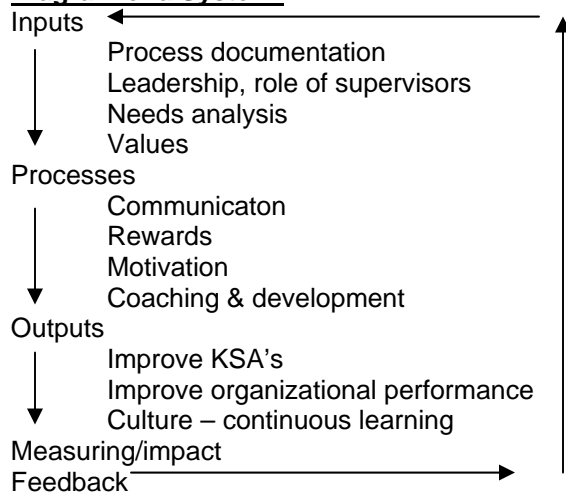 Inputs
Process documentation
Leadership, role of supervisors
Needs analysis
Values
Processes
Communicaton
Rewards
Motivation
Coaching & development
Outputs
Improve KSA's
Improve organizational performance
Culture – continuous learning
Measuring/impact
Feedback